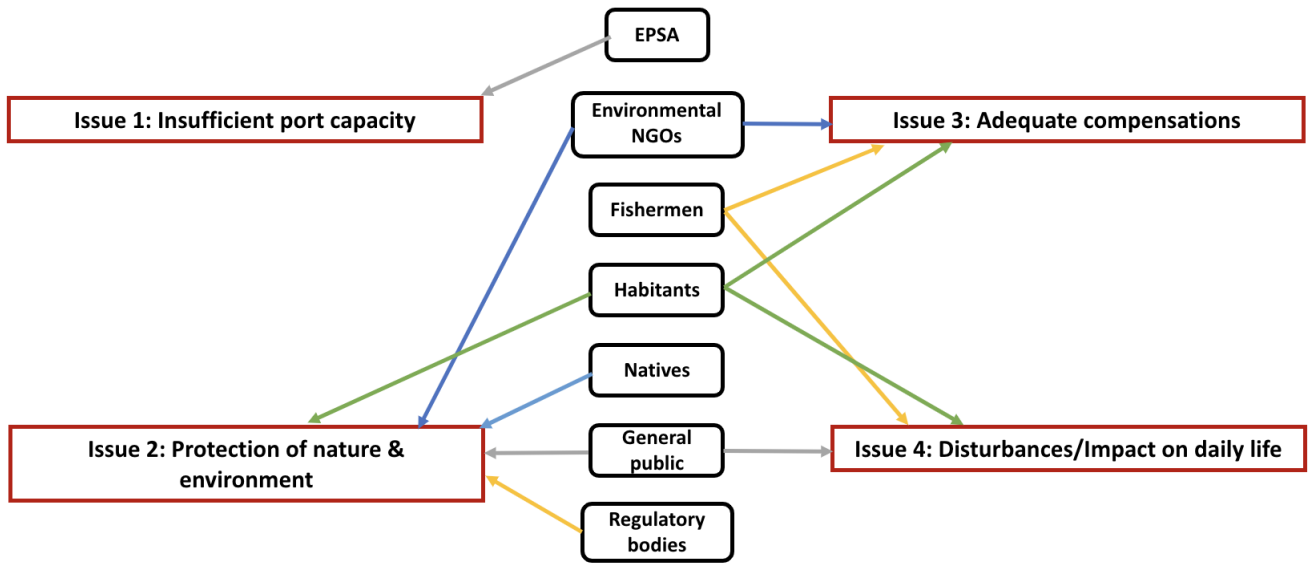 EPSA
Issue 1: Insufficient port capacity
Environmental
NGOs
Issue 3: Adequate compensations
Fishermen
Habitants
Natives
Issue 2: Protection of nature &
environment
General
public
Issue 4: Disturbances/Impact on daily life
Regulatory
bodies